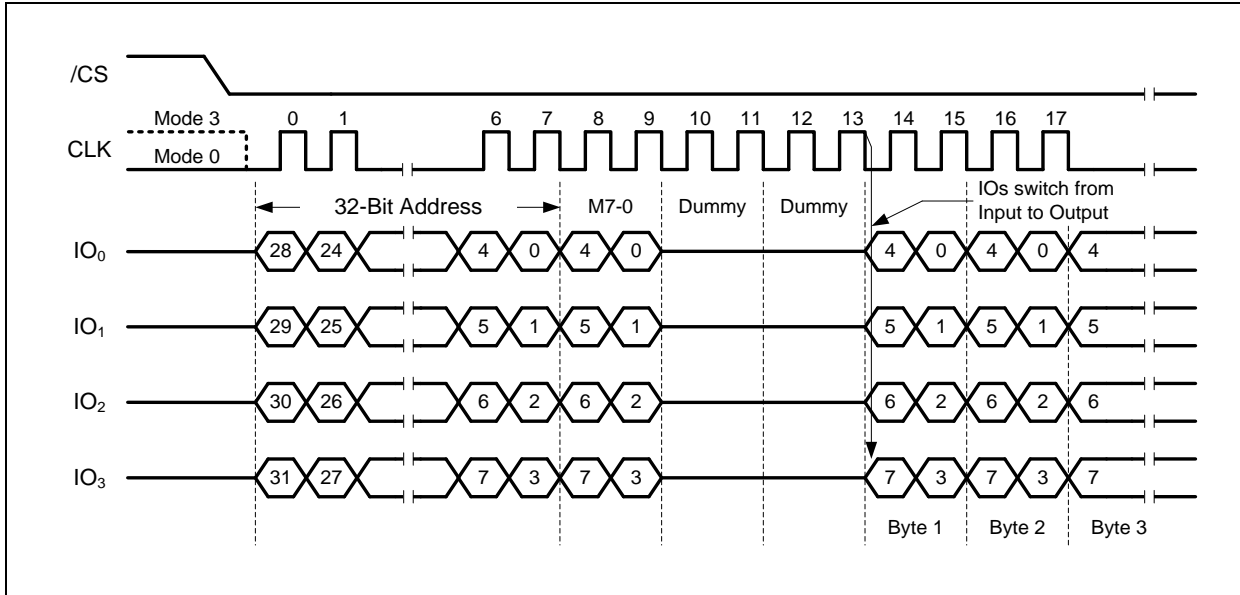 /CS
Mode 3 0 1 6 7 8 9 10 11 12 13 14 15 16 17
CLK
Mode 0
32-Bit Address M7-0 Dummy Dummy IOs switch from
Input to Output
IO₀ 28 24 4 0 4 0 4 0 4 0 4
IO₁ 29 25 5 1 5 1 5 1 5 1 5
IO₂ 30 26 6 2 6 2 6 2 6 2 6
IO₃ 31 27 7 3 7 3 7 3 7 3 7
Byte 1 Byte 2 Byte 3